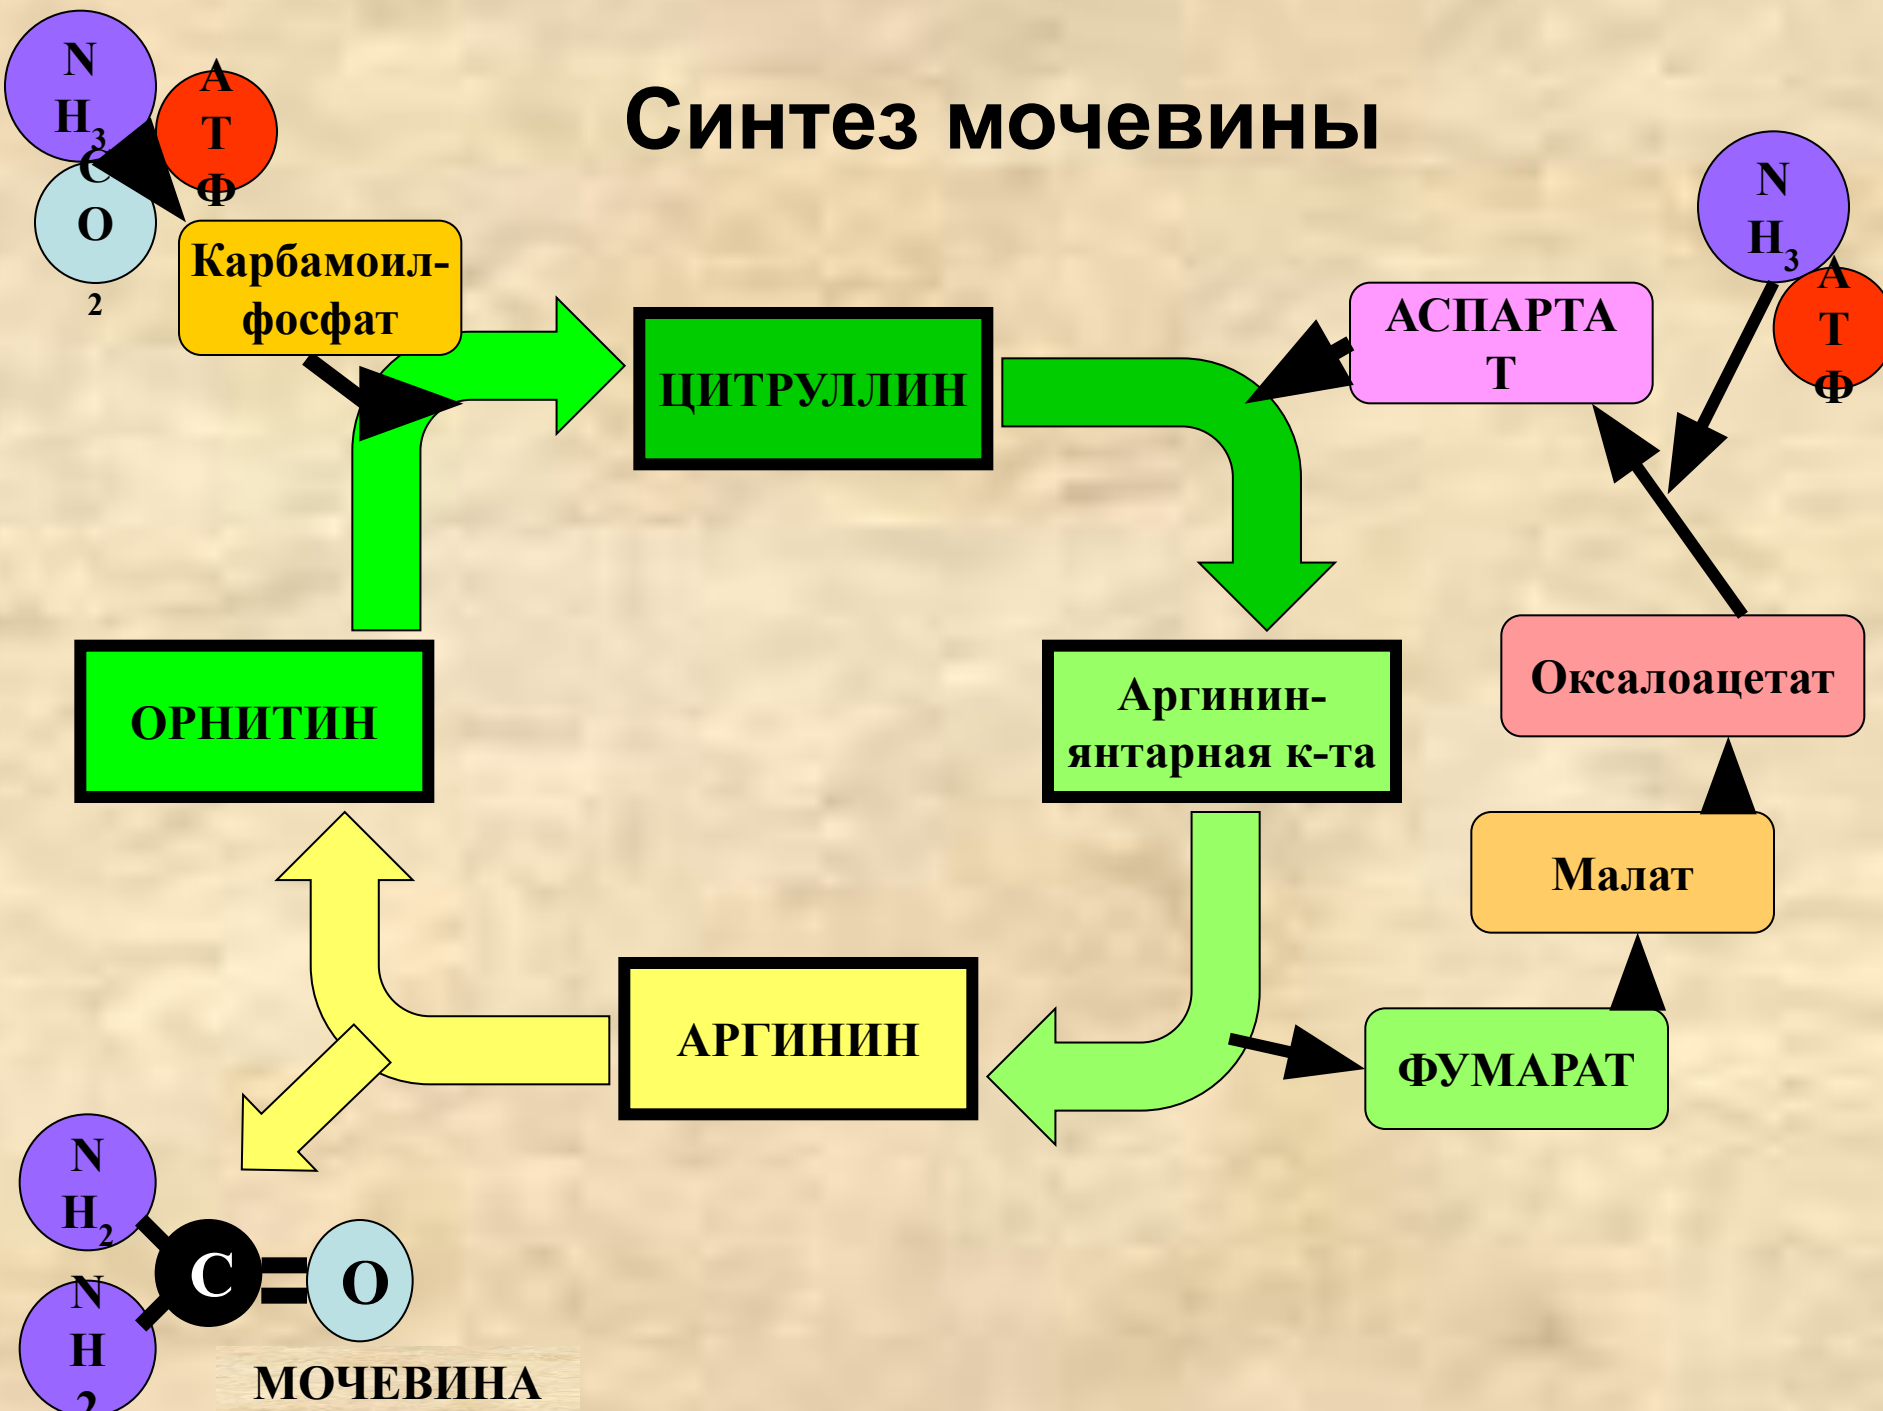 Синтез мочевины
N
H3
А
Т
Ф
C
O
2
Карбамоил-
фосфат
ЦИТРУЛЛИН
АСПАРТА
Т
N
H3
А
Т
Ф
ОРНИТИН
Аргинин-
янтарная к-та
Оксалоацетат
Малат
АРГИНИН
ФУМАРАТ
N
H2
C
O
N
H
2
МОЧЕВИНА